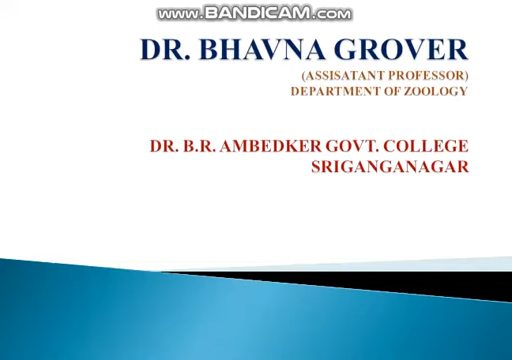 www.BANDICAM.com
DR. BHAVNA GROVER
(ASSISATANT PROFESSOR)
DEPARTMENT OF ZOOLOGY
DR. B.R. AMBEDKER GOVT. COLLEGE
SRIGANGANAGAR